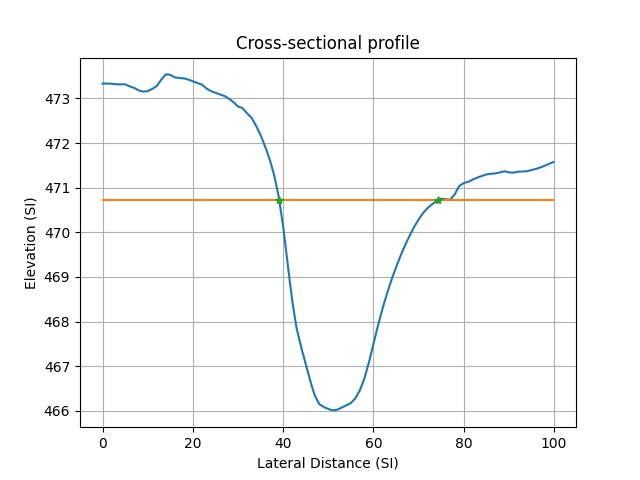 Cross-sectional profile
473
472
471
470
469
468
467
466
Elevation (SI)
0 20 40 60 80 100
Lateral Distance (SI)